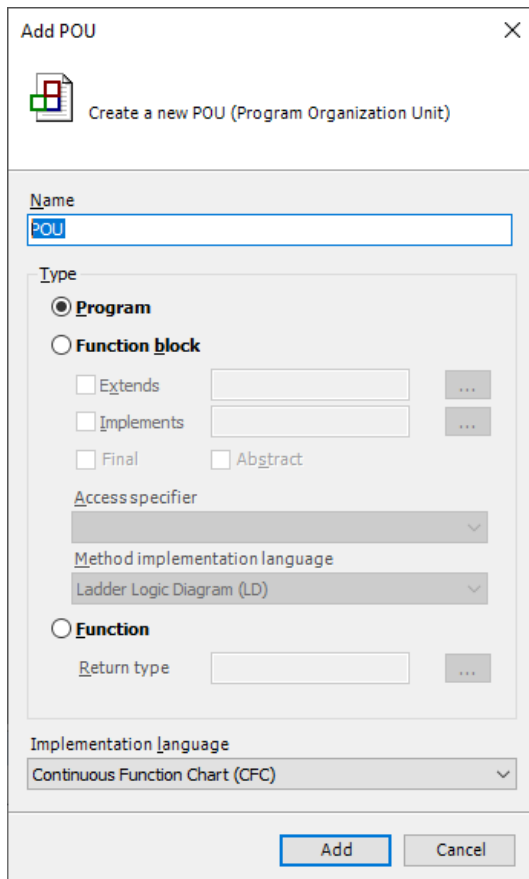 Add POU
Create a new POU (Program Organization Unit)
Name
POU
Type
Program
Function block
Extends
...
Implements
...
Final Abstract
Access specifier
Method implementation language
Ladder Logic Diagram (LD)
Function
Return type
...
Implementation language
Continuous Function Chart (CFC)
Add Cancel